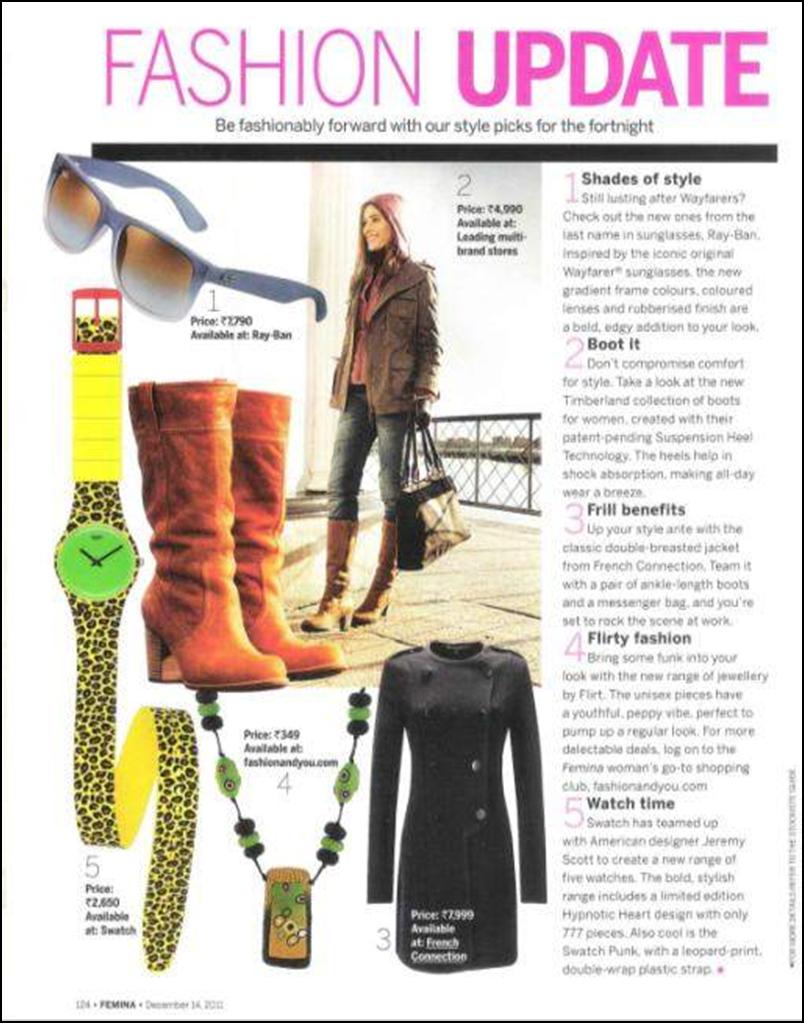 FASHION UPDATE
Be fashionably forward with our style picks for the fortnight
1
Price: ₹7,790
Available at: Ray-Ban
2
Price: ₹4,990
Available at:
Leading multi-
brand stores
Price: ₹349
Available at:
fashionandyou.com
4
5
Price:
₹2,650
Available
at: Swatch
3
Price: ₹7,999
Available
at: French
Connection
1 Shades of style
Still lusting after Wayfarers?
Check out the new ones from the
last name in sunglasses, Ray-Ban.
Inspired by the iconic original
Wayfarer® sunglasses, the new
gradient frame colours, coloured
lenses and rubberised finish are
a bold, edgy addition to your look.
2 Boot it
Don't compromise comfort
for style. Take a look at the new
Timberland collection of boots
for women, created with their
patent-pending Suspension Heel
Technology. The heels help in
shock absorption, making all-day
wear a breeze.
3 Frill benefits
Up your style ante with the
classic double-breasted jacket
from French Connection. Team it
with a pair of ankle-length boots
and a messenger bag, and you're
set to rock the scene at work.
4 Flirty fashion
Bring some funk into your
look with the new range of jewellery
by Flirt. The unisex pieces have
a youthful, peppy vibe, perfect to
pump up a regular look. For more
delectable deals, log on to the
Femina woman's go-to shopping
club, fashionandyou.com
5 Watch time
Swatch has teamed up
with American designer Jeremy
Scott to create a new range of
five watches. The bold, stylish
range includes a limited edition
Hypnotic Heart design with only
777 pieces. Also cool is the
Swatch Punk, with a leopard-print,
double-wrap plastic strap.
FOR MORE DETAILS REFER TO THE STOCKISTS GUIDE
124 • FEMINA • December 14, 2011